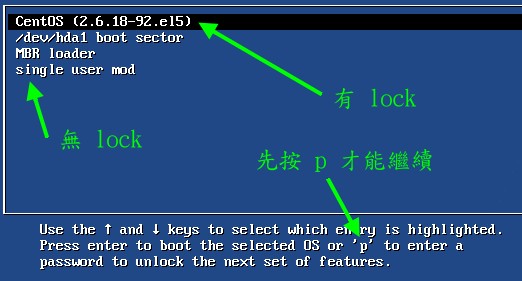 CentOS (2.6.18-92.el5)
/dev/hda1 boot sector
MBR loader
single user mod
有 lock
無 lock
先按 p 才能繼續
Use the ↑ and ↓ keys to select which entry is highlighted.
Press enter to boot the selected OS or 'p' to enter a
password to unlock the next set of features.